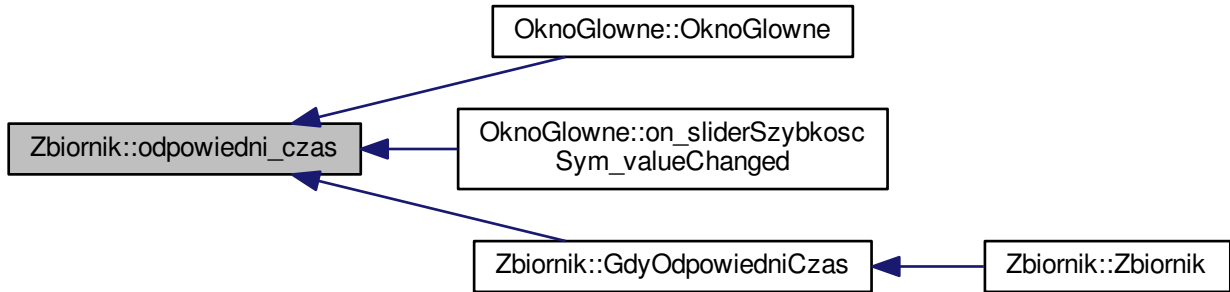 OknoGlowne::OknoGlowne
Zbiornik::odpowiedni_czas
OknoGlowne::on_sliderSzybkosc
Sym_valueChanged
Zbiornik::GdyOdpowiedniCzas
Zbiornik::Zbiornik